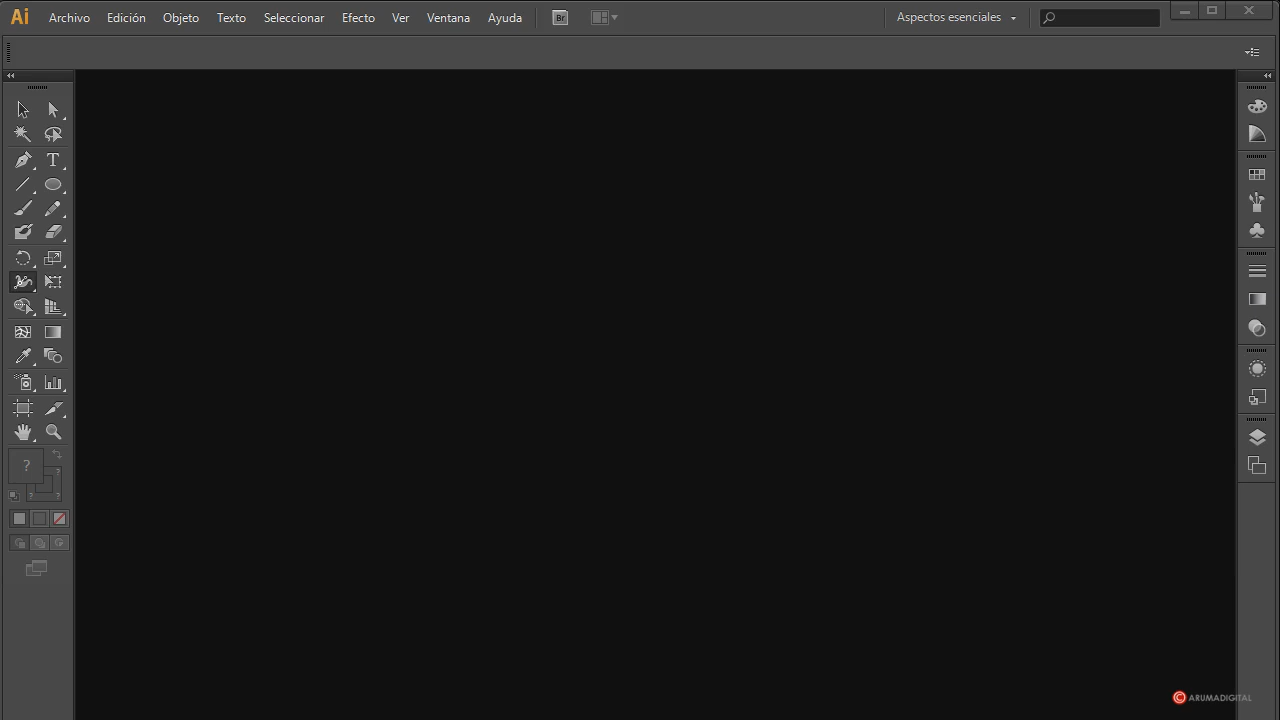 Ai Archivo Edición Objeto Texto Seleccionar Efecto Ver Ventana Ayuda Br Aspectos esenciales
T
?
?
? ?
© ARUMADIGITAL